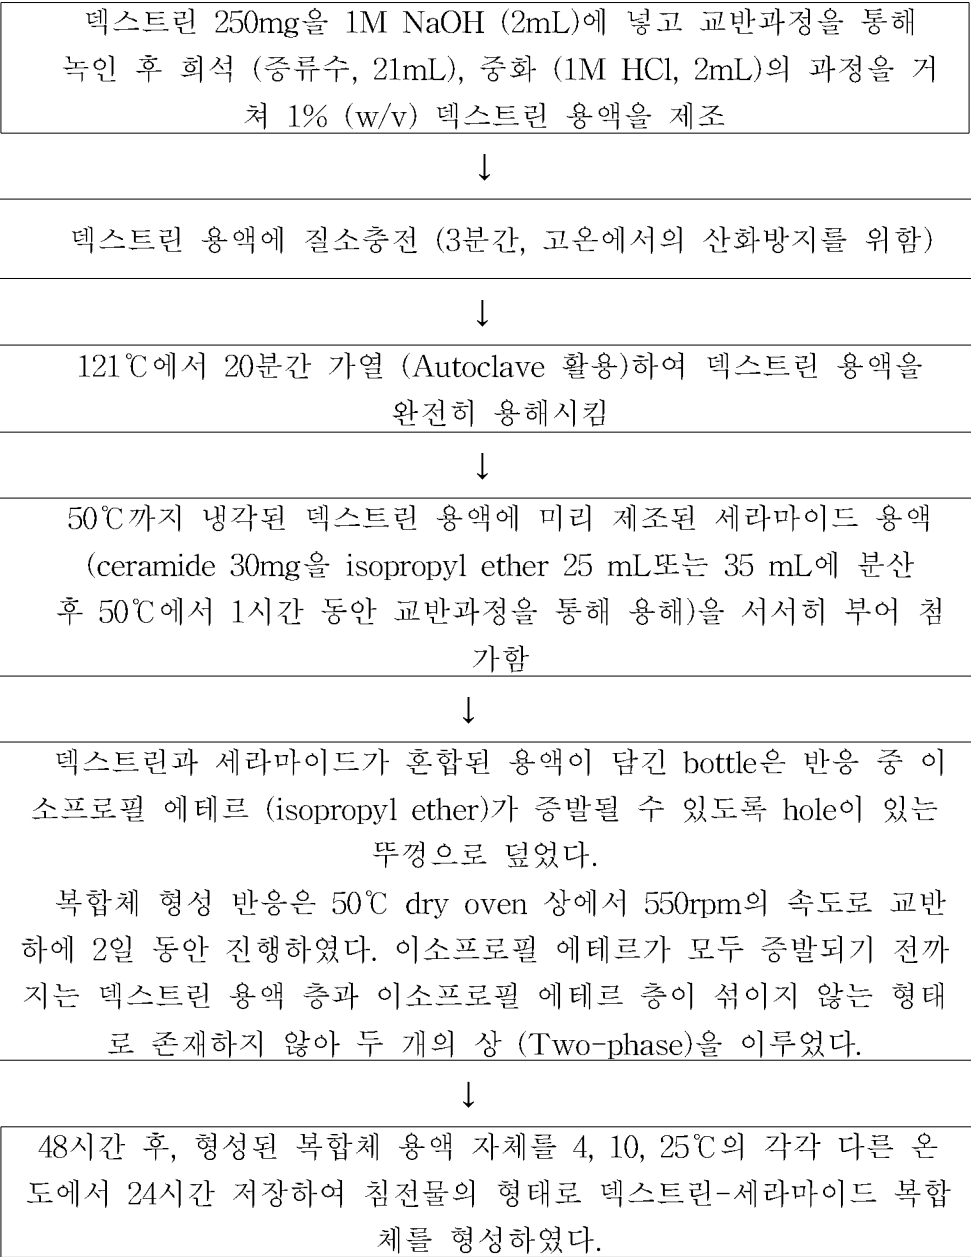 덱스트린 250mg을 1M NaOH (2mL)에 넣고 교반과정을 통해
녹인 후 희석 (증류수, 21mL), 중화 (1M HCl, 2mL)의 과정을 거
쳐 1% (w/v) 덱스트린 용액을 제조
↓
덱스트린 용액에 질소충전 (3분간, 고온에서의 산화방지를 위함)
↓
121℃에서 20분간 가열 (Autoclave 활용)하여 덱스트린 용액을
완전히 용해시킴
↓
50℃까지 냉각된 덱스트린 용액에 미리 제조된 세라마이드 용액
(ceramide 30mg을 isopropyl ether 25 mL또는 35 mL에 분산
후 50℃에서 1시간 동안 교반과정을 통해 용해)을 서서히 부어 첨
가함
↓
덱스트린과 세라마이드가 혼합된 용액이 담긴 bottle은 반응 중 이
소프로필 에테르 (isopropyl ether)가 증발될 수 있도록 hole이 있는
뚜껑으로 덮었다.
복합체 형성 반응은 50℃ dry oven 상에서 550rpm의 속도로 교반
하에 2일 동안 진행하였다. 이소프로필 에테르가 모두 증발되기 전까
지는 덱스트린 용액 층과 이소프로필 에테르 층이 섞이지 않는 형태
로 존재하지 않아 두 개의 상 (Two-phase)을 이루었다.
↓
48시간 후, 형성된 복합체 용액 자체를 4, 10, 25℃의 각각 다른 온
도에서 24시간 저장하여 침전물의 형태로 덱스트린-세라마이드 복합
체를 형성하였다.